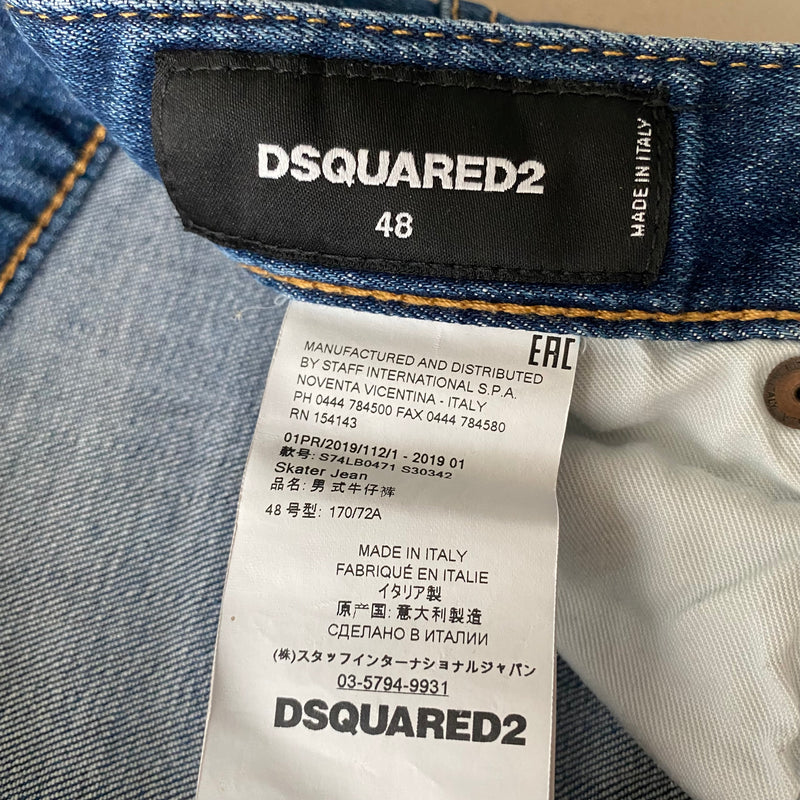 DSQUARED2
48
MADE IN ITALY
EAC
MANUFACTURED AND DISTRIBUTED
BY STAFF INTERNATIONAL S.P.A.
NOVENTA VICENTINA - ITALY
PH 0444 784500 FAX 0444 784580
RN 154143
01PR/2019/112/1 - 2019 01
款号: S74LB0471 S30342
Skater Jean
品名: 男 式牛仔裤
48 号型: 170/72A
MADE IN ITALY
FABRIQUÉ EN ITALIE
イタリア製
原产国: 意大利製造
СДЕЛАНО В ИТАЛИИ
(株)スタッフインターナショナルジャパン
03-5794-9931
DSQUARED2